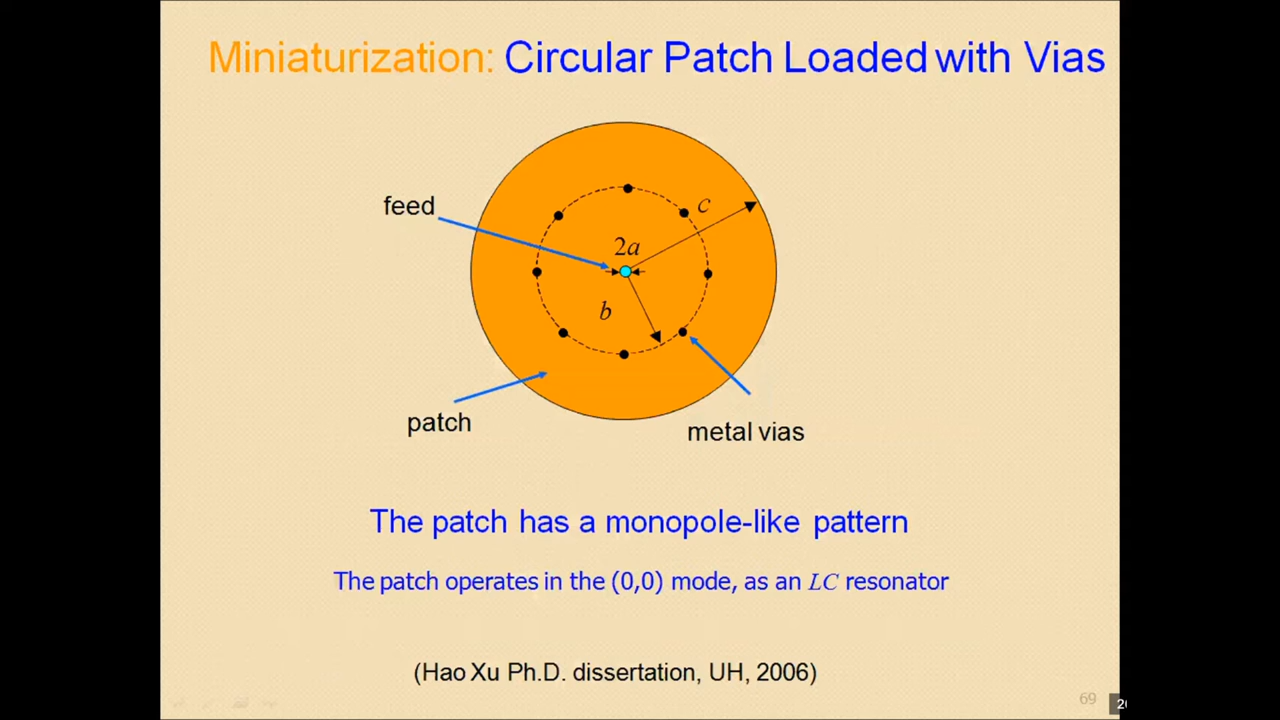 Miniaturization: Circular Patch Loaded with Vias
feed
c
2a
b
patch
metal vias
The patch has a monopole-like pattern
The patch operates in the (0,0) mode, as an LC resonator
(Hao Xu Ph.D. dissertation, UH, 2006)
69